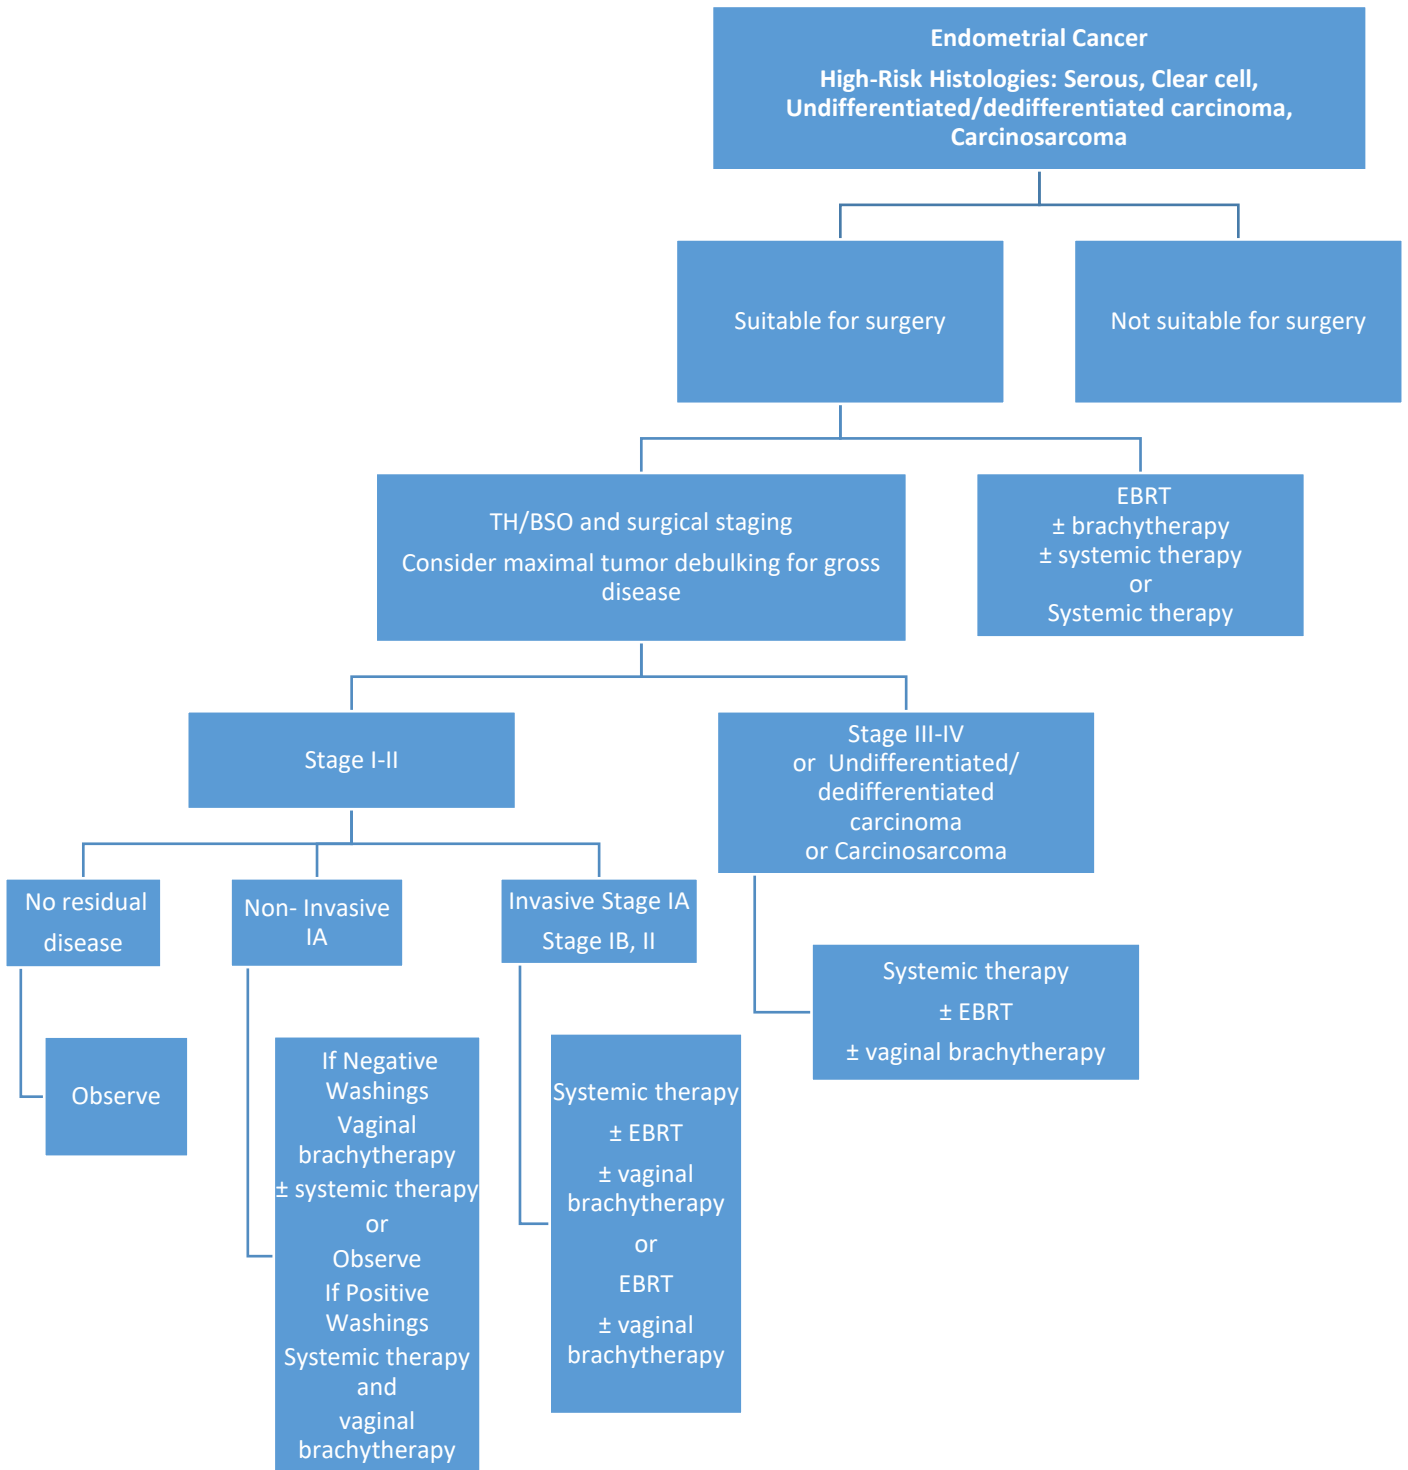 Endometrial Cancer
High-Risk Histologies: Serous, Clear cell,
Undifferentiated/dedifferentiated carcinoma,
Carcinosarcoma
Suitable for surgery
Not suitable for surgery
TH/BSO and surgical staging
Consider maximal tumor debulking for gross
disease
EBRT
± brachytherapy
± systemic therapy
or
Systemic therapy
Stage I-II
Stage III-IV
or Undifferentiated/
dedifferentiated
carcinoma
or Carcinosarcoma
No residual
disease
Non- Invasive
IA
Invasive Stage IA
Stage IB, II
Systemic therapy
± EBRT
± vaginal brachytherapy
Observe
If Negative
Washings
Vaginal
brachytherapy
± systemic therapy
or
Observe
If Positive
Washings
Systemic therapy
and
vaginal
brachytherapy
Systemic therapy
± EBRT
± vaginal
brachytherapy
or
EBRT
± vaginal
brachytherapy